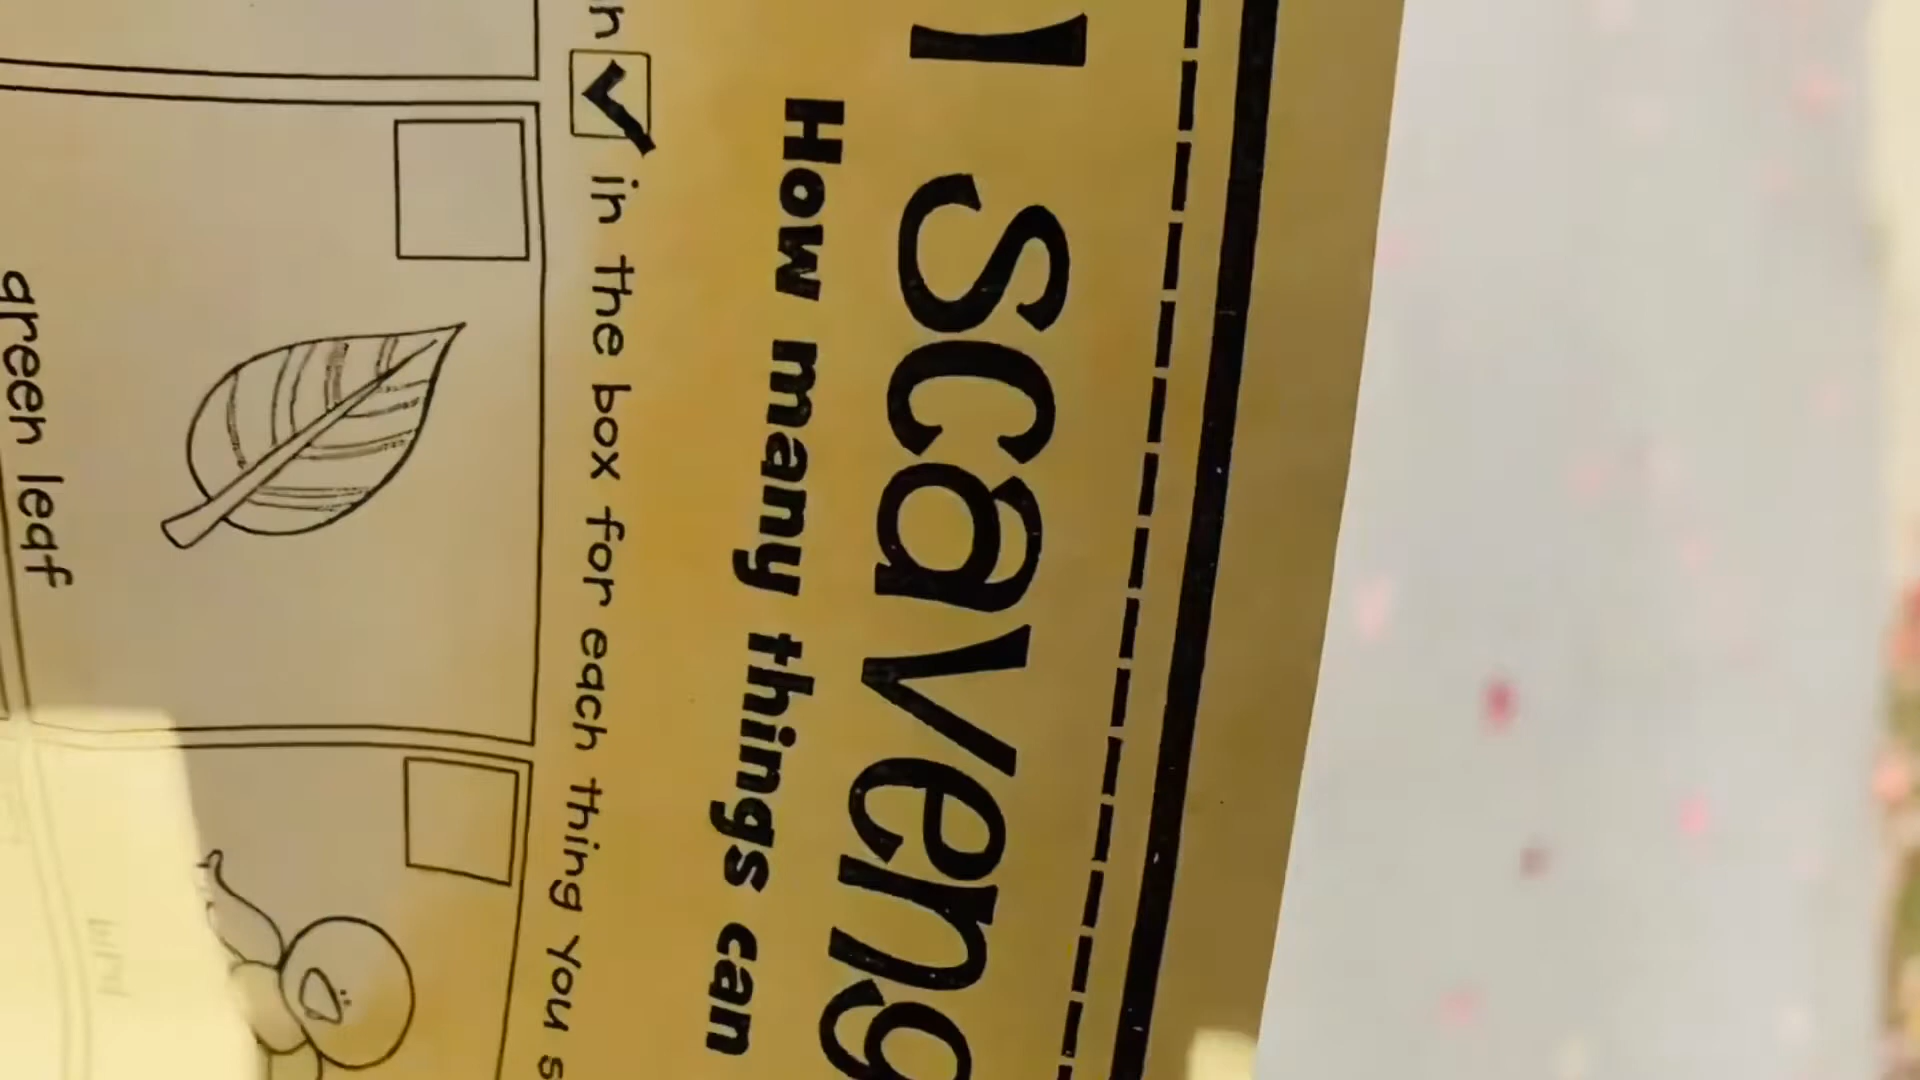 l Scaveng
How many things can
n ✓ in the box for each thing you s
green leaf